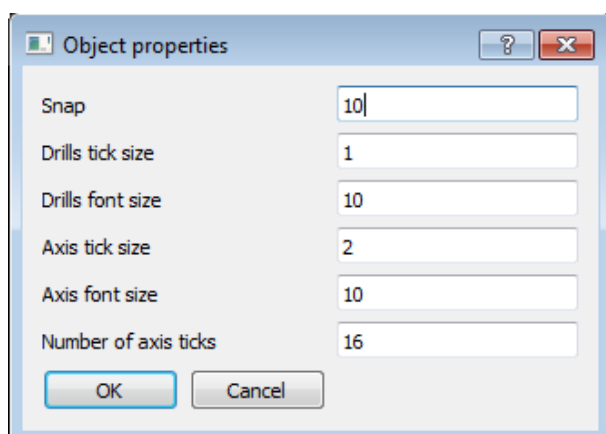 Object properties
Snap 10
Drills tick size 1
Drills font size 10
Axis tick size 2
Axis font size 10
Number of axis ticks 16
OK Cancel